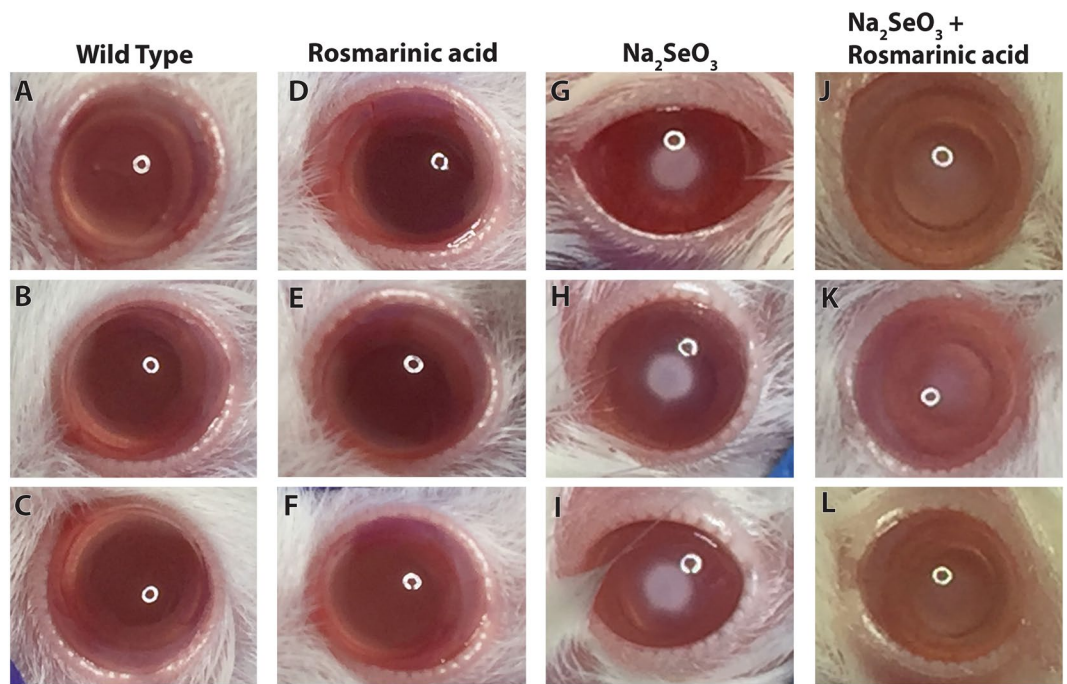 Wild Type
Rosmarinic acid
Na₂SeO₃
Na₂SeO₃ +
Rosmarinic acid
A
D
G
J
B
E
H
K
C
F
I
L